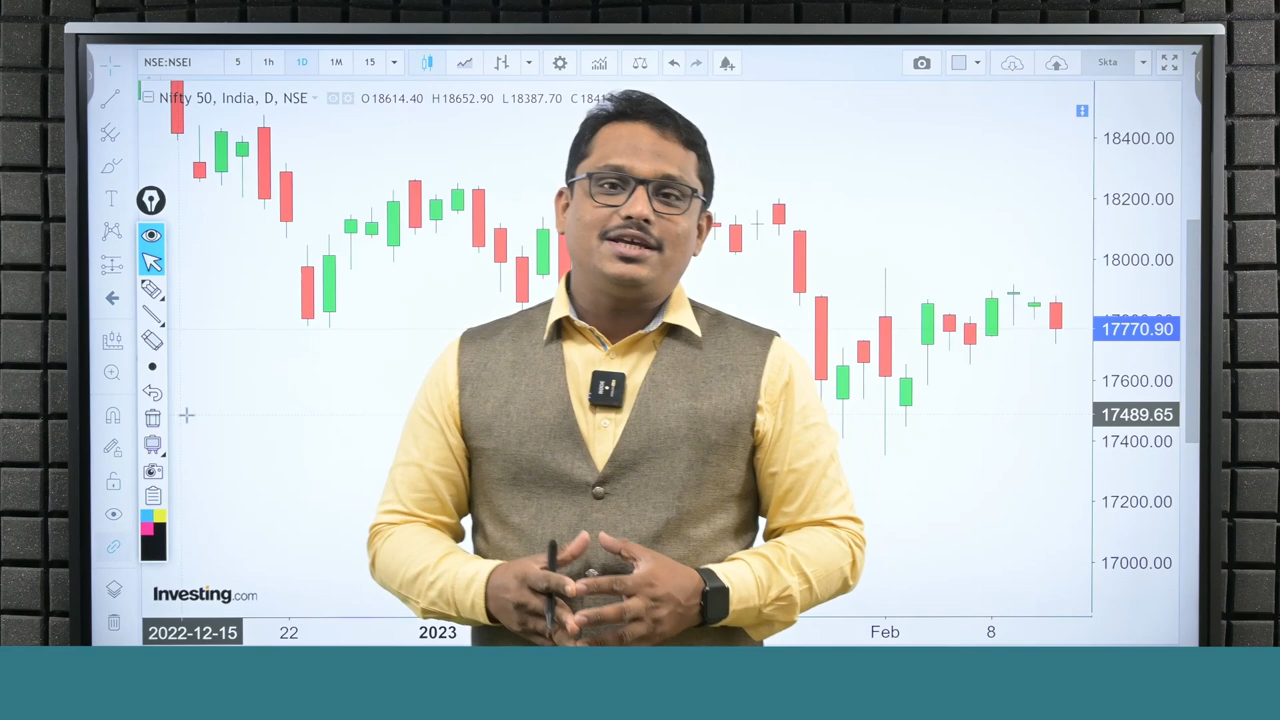 NSE:NSEI 5 1h 1D 1M 15 Skta
Nifty 50, India, D, NSE O18614.40 H18652.90 L18387.70
18400.00
18200.00
18000.00
17770.90
17600.00
17489.65
17400.00
17200.00
17000.00
Investing.com
2022-12-15 22 2023 Feb 8